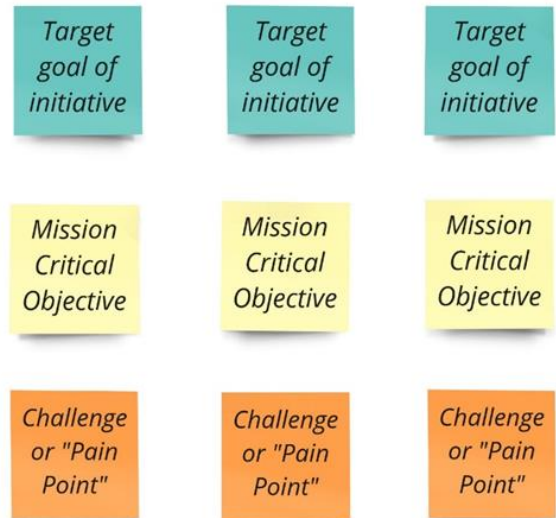 Target
goal of
initiative
Target
goal of
initiative
Target
goal of
initiative
Mission
Critical
Objective
Mission
Critical
Objective
Mission
Critical
Objective
Challenge
or "Pain
Point"
Challenge
or "Pain
Point"
Challenge
or "Pain
Point"